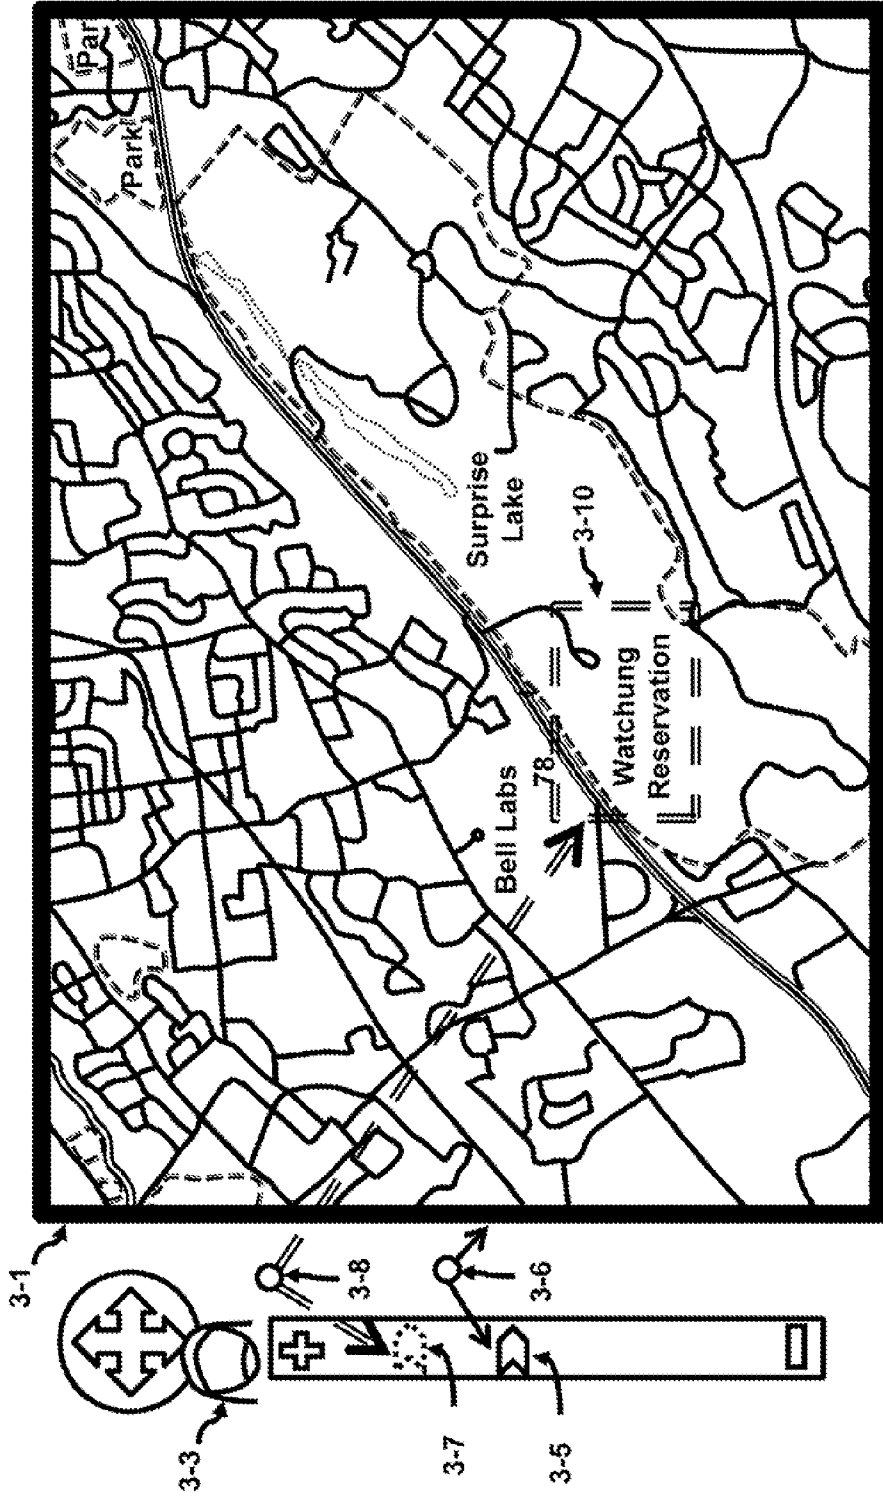 3-1
3-3
3-8
3-7
3-6
3-5
Park
Par
Surprise
Lake
3-10
Bell Labs
78
Watchung
Reservation